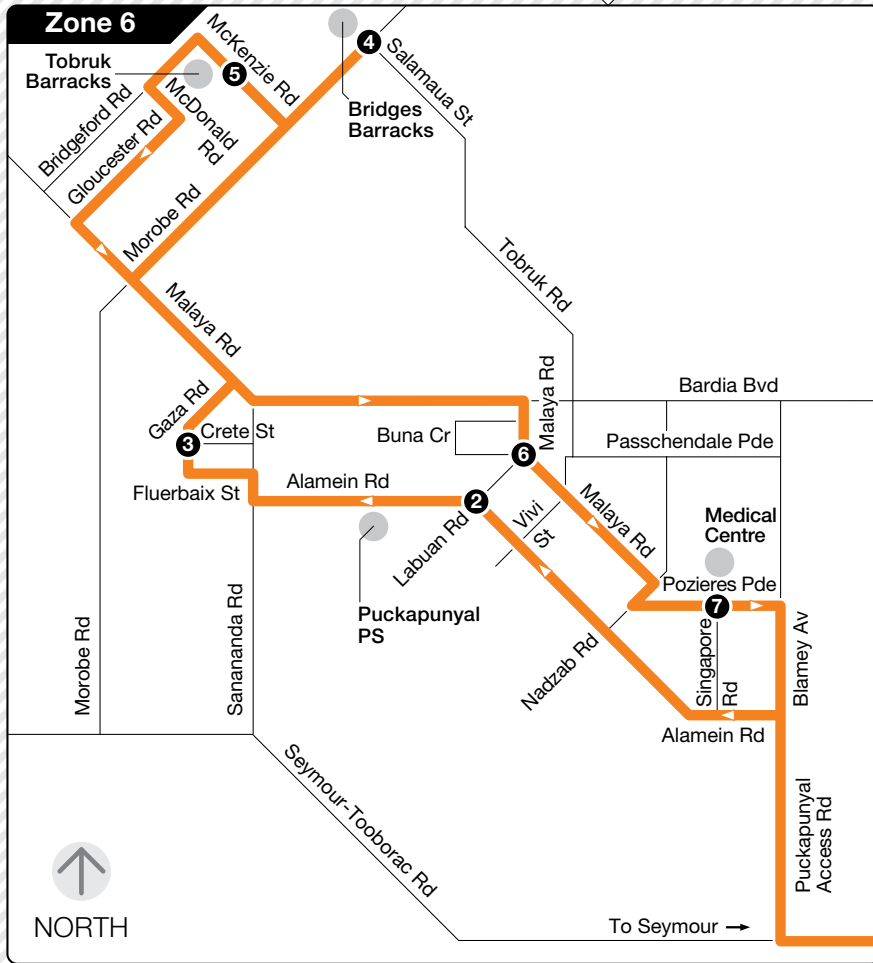 Zone 6
Tobruk
Barracks
McKenzie Rd
5
4
Salamaua St
Bridges
Barracks
Bridgeford Rd
McDonald
Rd
Gloucester Rd
Morobe Rd
Tobruk Rd
Malaya Rd
Malaya Rd
Bardia Bvd
Gaza Rd
Crete St
3
Buna Cr
6
Passchendale Pde
Fluerbaix St
Alamein Rd
2
Labuan Rd
Vivi
St
Malaya Rd
Medical
Centre
Pozieres Pde
7
Puckapunyal
PS
Morobe Rd
Sanananda Rd
Nadzab Rd
Singapore
Rd
Blamey Av
Alamein Rd
Seymour-Tooborac Rd
Puckapunyal
Access Rd
NORTH
To Seymour →